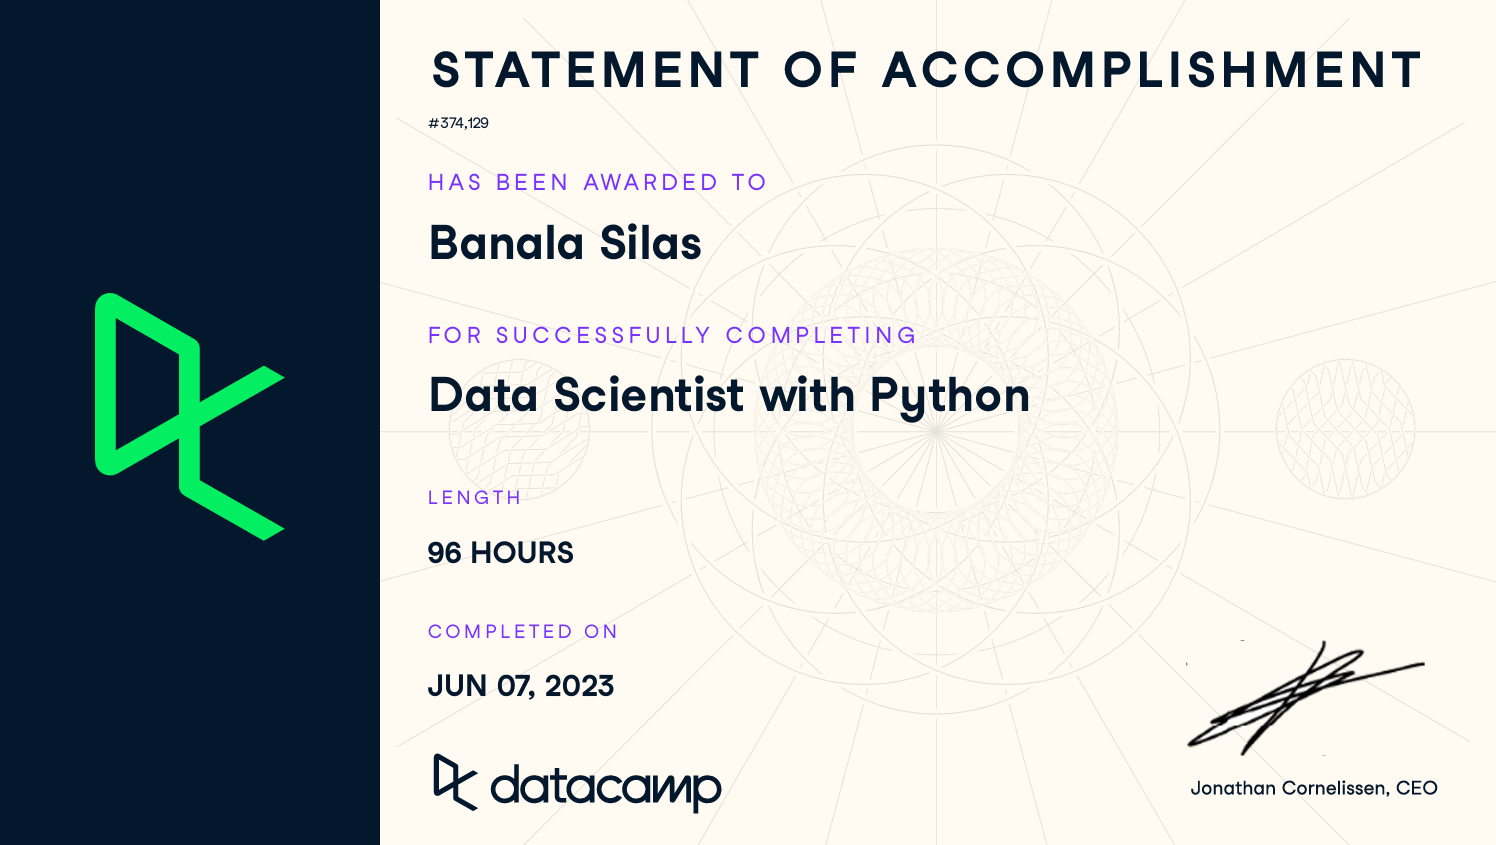 STATEMENT OF ACCOMPLISHMENT
#374,129
HAS BEEN AWARDED TO
Banala Silas
FOR SUCCESSFULLY COMPLETING
Data Scientist with Python
LENGTH
96 HOURS
COMPLETED ON
JUN 07, 2023
datacamp
Jonathan Cornelissen, CEO